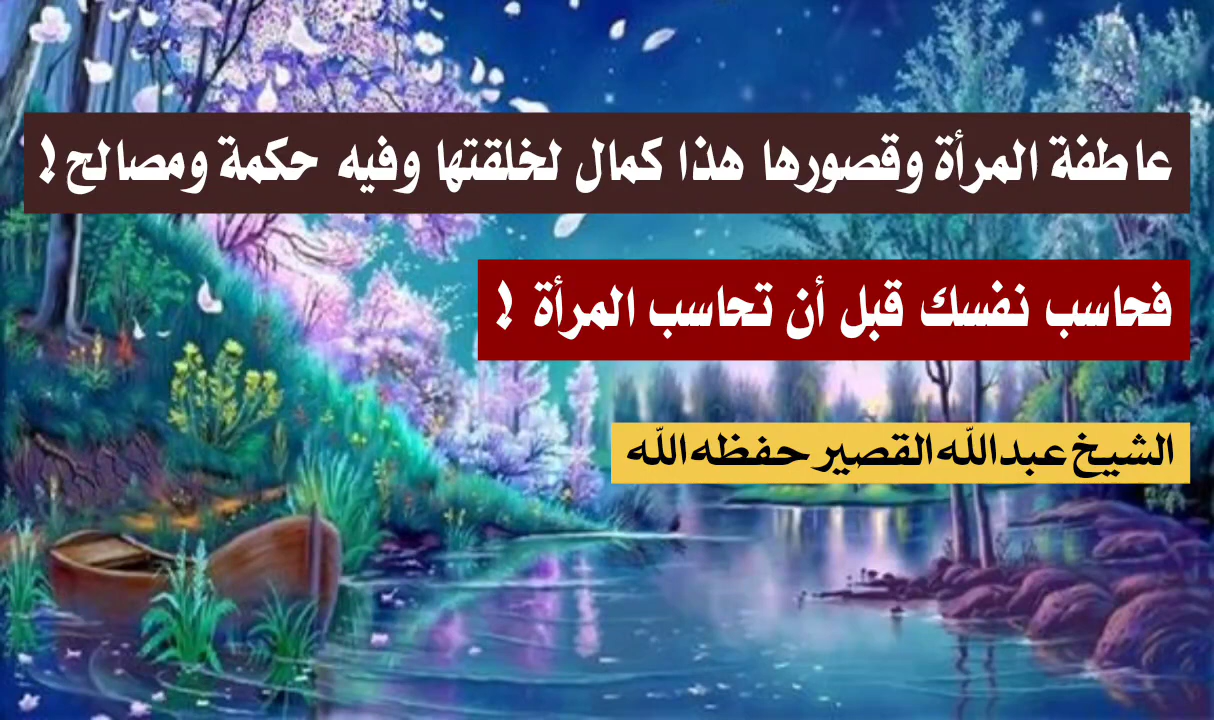 عاطفة المرأة وقصورها هذا كمال لخلقتها وفيه حكمة ومصالح!
فحاسب نفسك قبل أن تحاسب المرأة !
الشيخ عبدالله القصير حفظه الله